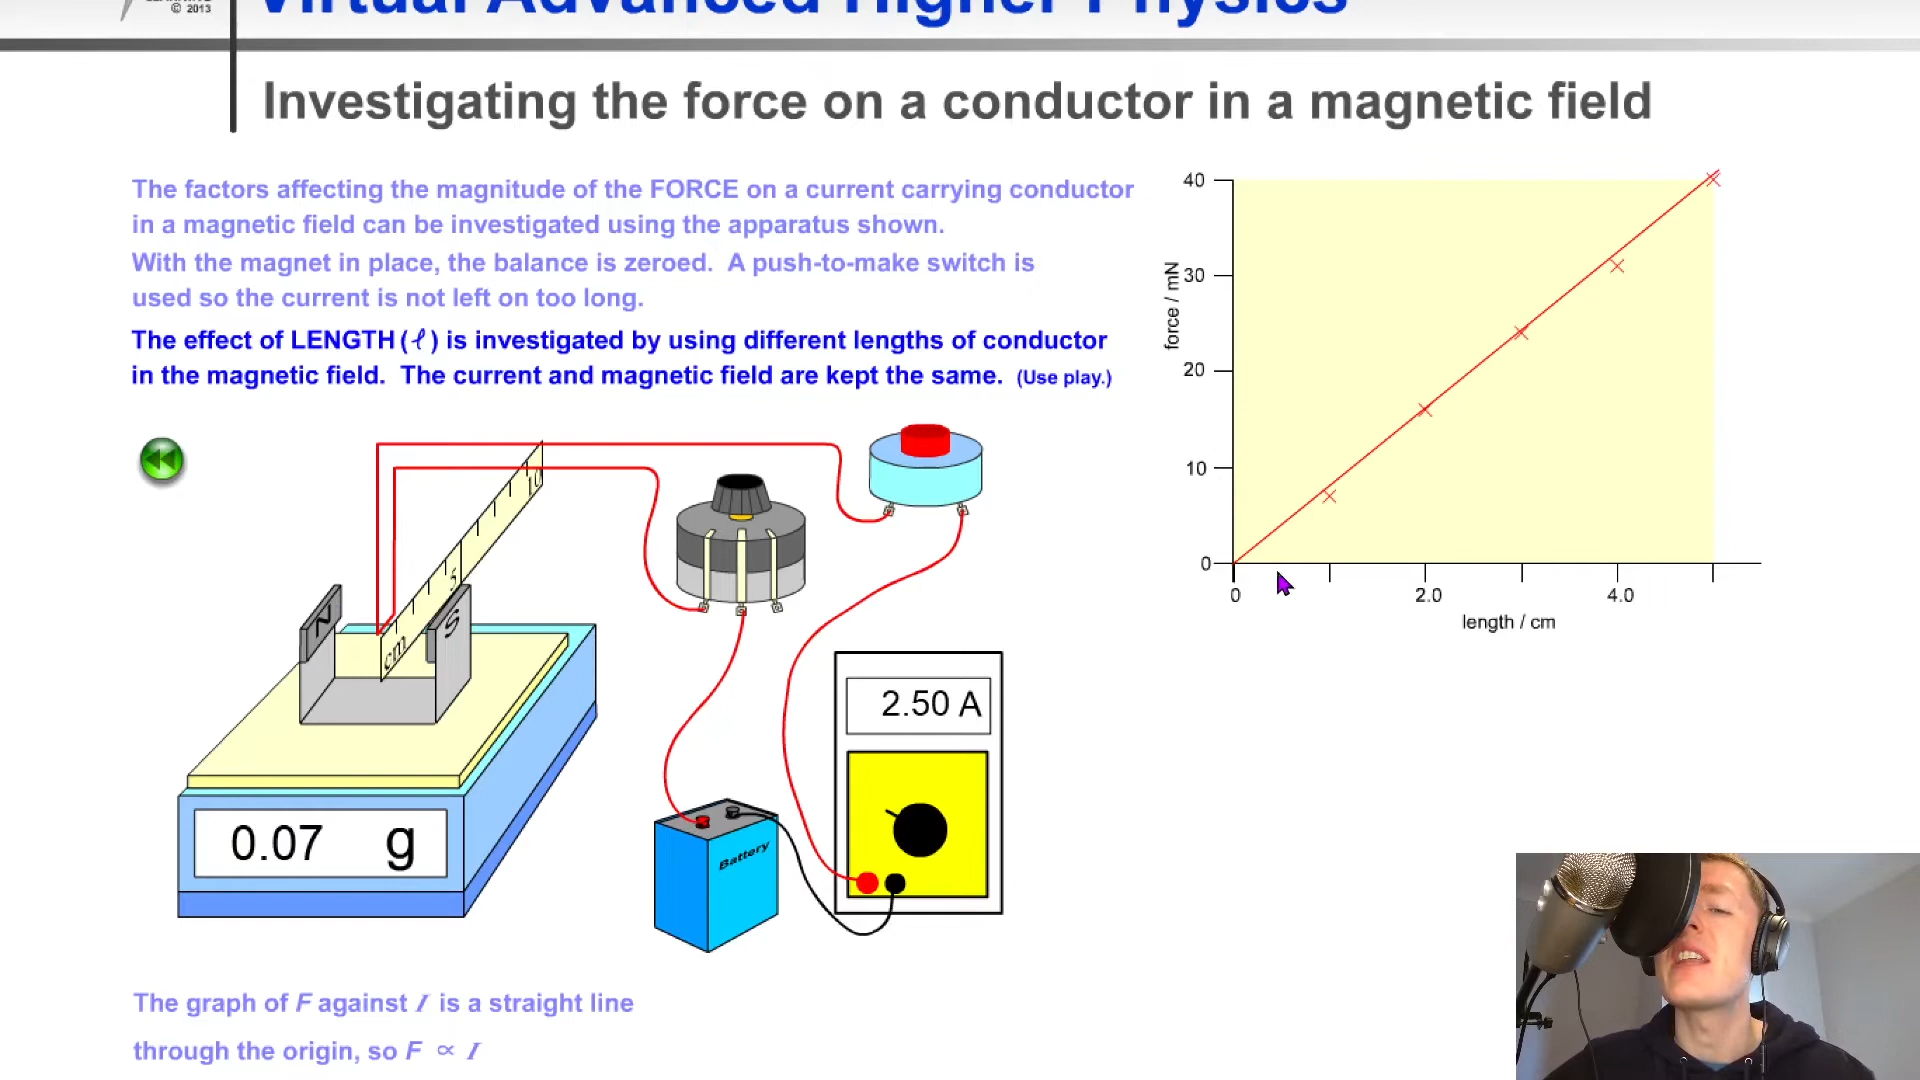 © 2013
Virtual Advanced Higher Physics
Investigating the force on a conductor in a magnetic field
The factors affecting the magnitude of the FORCE on a current carrying conductor
in a magnetic field can be investigated using the apparatus shown.
With the magnet in place, the balance is zeroed. A push-to-make switch is
used so the current is not left on too long.
The effect of LENGTH (ℓ) is investigated by using different lengths of conductor
in the magnetic field. The current and magnetic field are kept the same. (Use play.)
40
30
20
10
0
force / mN
0
2.0
4.0
length / cm
10
5
cm
N
S
2.50 A
Battery
0.07 g
The graph of F against I is a straight line
through the origin, so F ∝ I